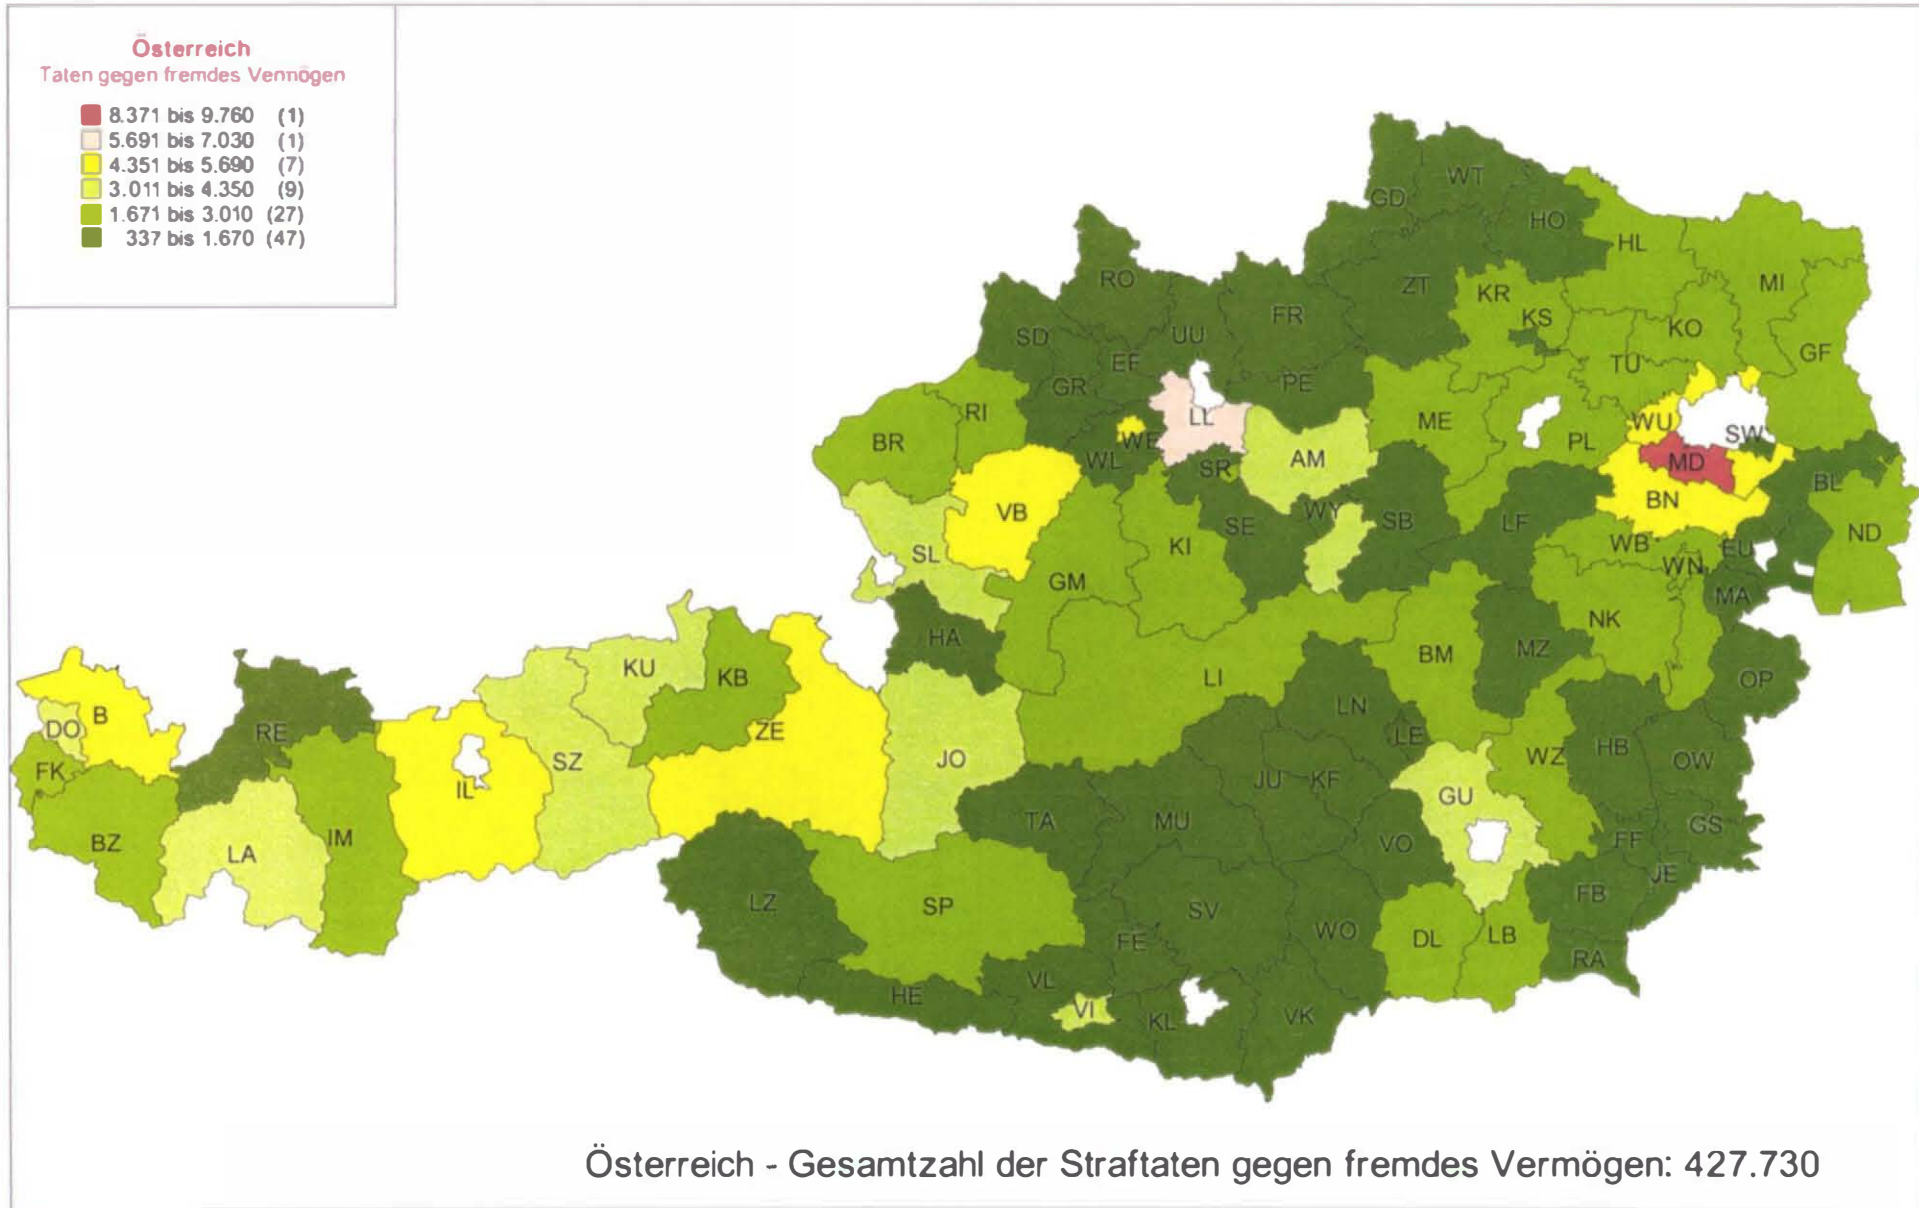 Österreich
Taten gegen fremdes Vermögen
8.371 bis 9.760 (1)
5.691 bis 7.030 (1)
4.351 bis 5.690 (7)
3.011 bis 4.350 (9)
1.671 bis 3.010 (27)
337 bis 1.670 (47)
WT
GD
HO
HL
RO
MI
ZT
KR
FR
KS
KO
SD
UU
GF
EF
TU
GR
PE
RI
LL
ME
WU
BR
WE
PL
SW
WL
AM
MD
SR
BL
BN
VB
WY
SB
LF
SE
ND
SL
KI
WB
EU
WN
GM
MA
NK
HA
MZ
KU
BM
KB
LI
OP
LN
B
DO
RE
ZE
LE
HB
WZ
JO
OW
SZ
FK
JU
KF
IL
GU
TA
MU
GS
IM
BZ
VO
FF
LA
JE
FB
LZ
SP
SV
WO
LB
DL
FE
RA
VL
HE
VI
VK
KL
Österreich - Gesamtzahl der Straftaten gegen fremdes Vermögen: 427.730